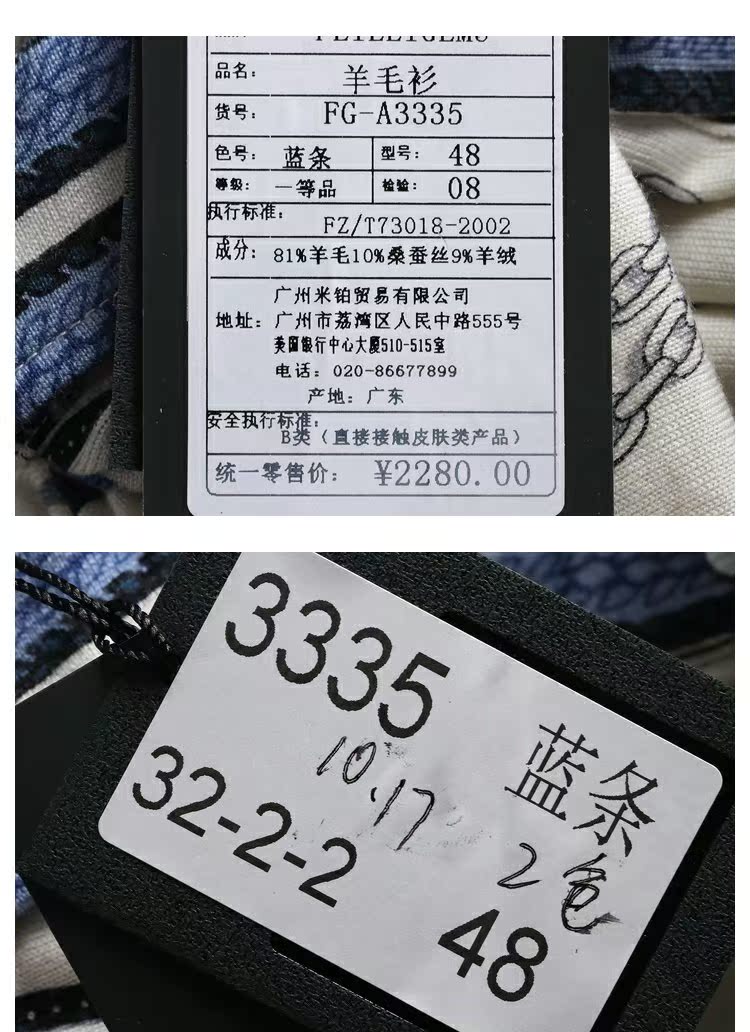 品名： 羊毛衫
货号： FG-A3335
色号： 蓝条 型号： 48
等级： 一等品 检验： 08
执行标准：
FZ/T73018-2002
成分： 81%羊毛10%桑蚕丝9%羊绒
广州米铂贸易有限公司
地址： 广州市荔湾区人民中路555号
美国银行中心大厦510-515室
电话：020-86677899
产地：广东
安全执行标准：
B类（直接接触皮肤类产品）
统一零售价： ¥2280.00
3335
蓝条
10.17
32-2-2
2色
48